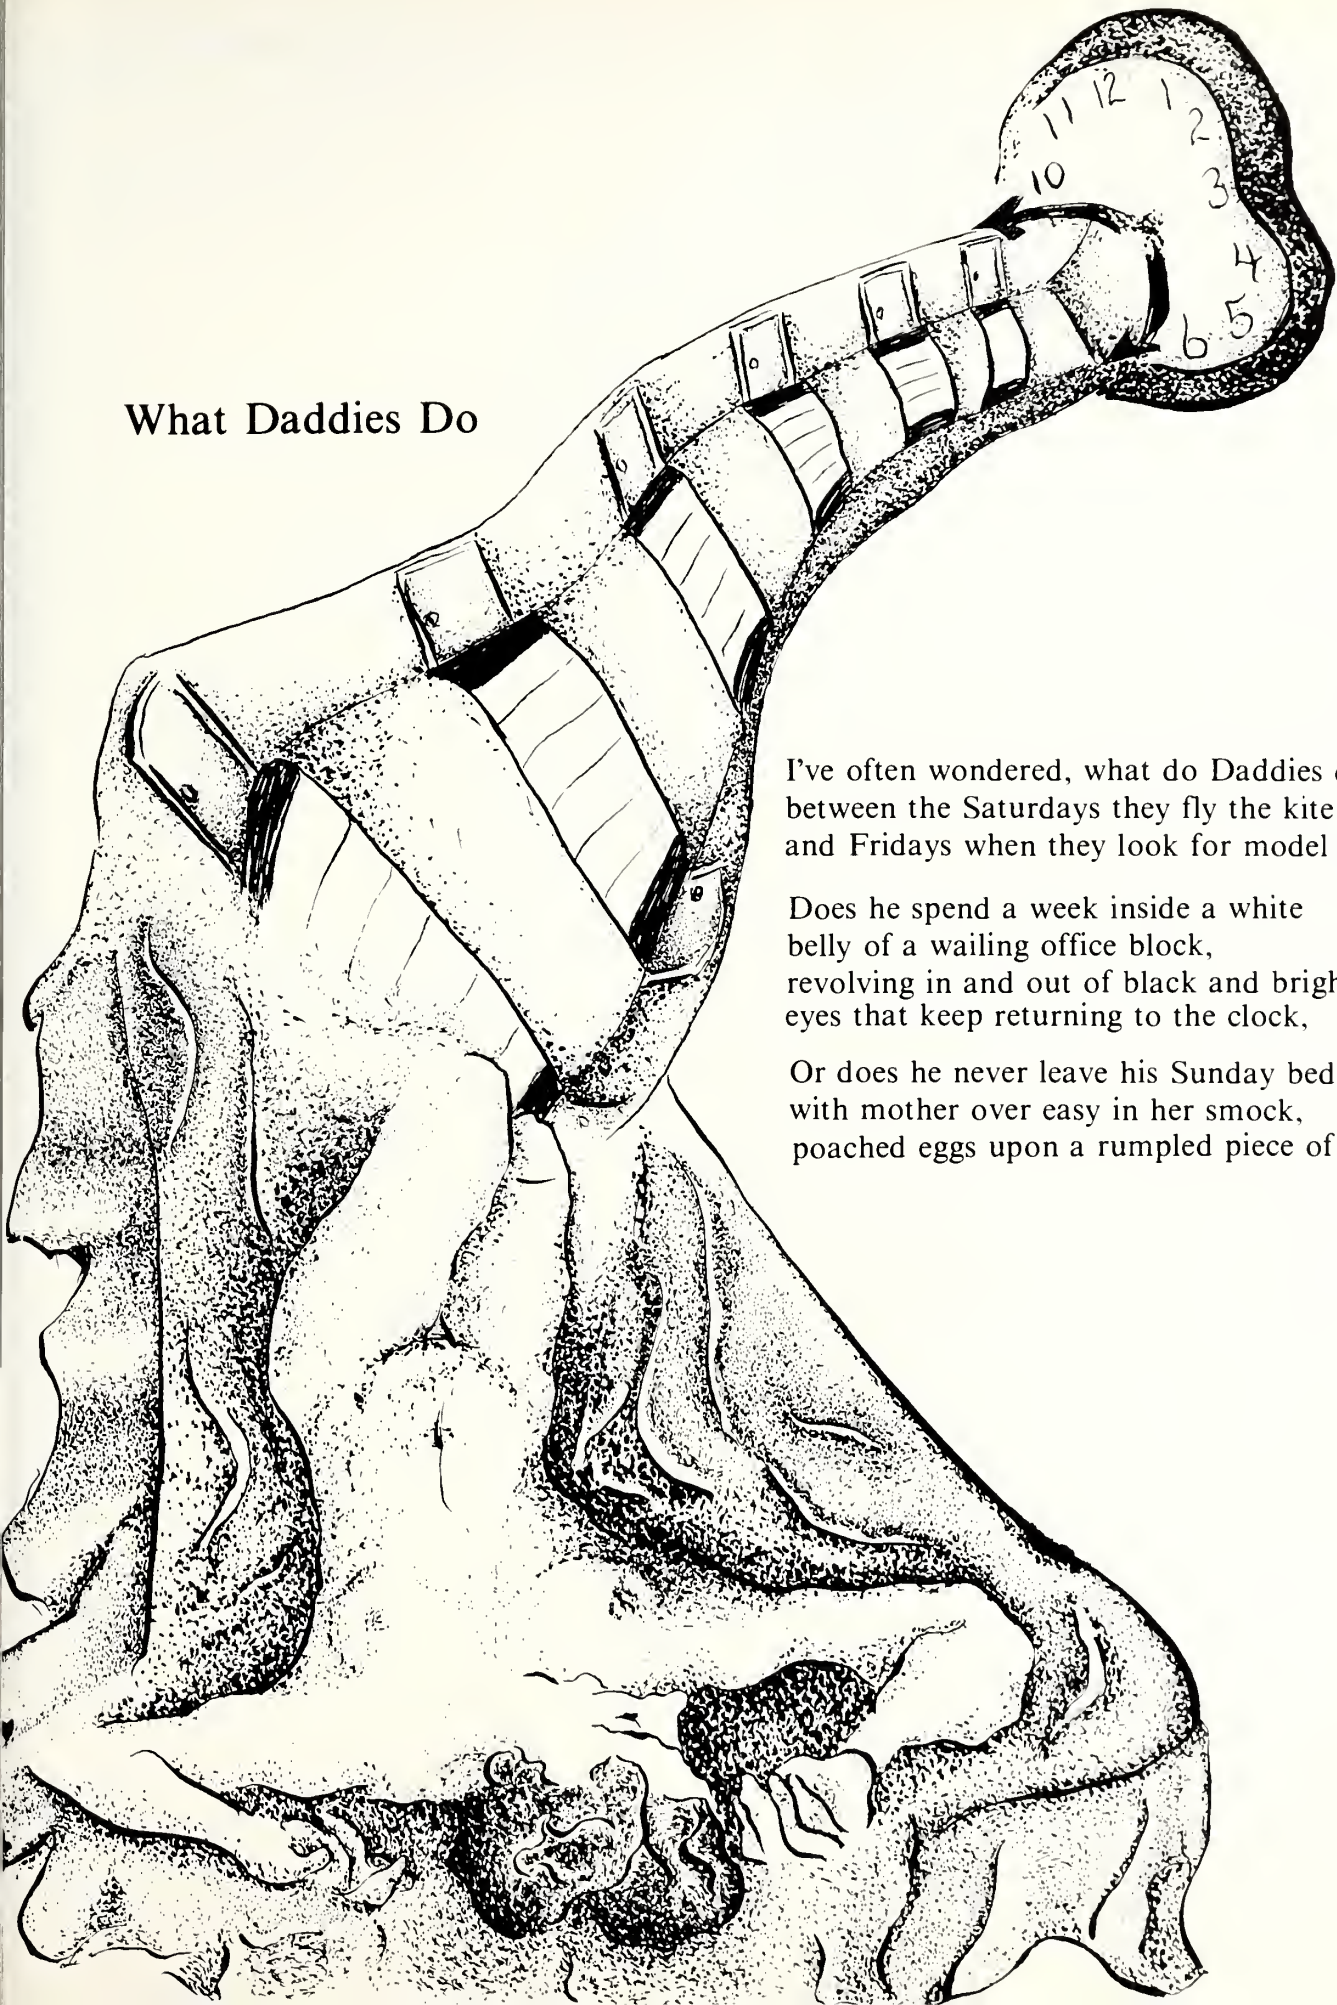 12
1
11
2
10
3
4
5
6
What Daddies Do
I've often wondered, what do Daddies
between the Saturdays they fly the kite
and Fridays when they look for model
Does he spend a week inside a white
belly of a wailing office block,
revolving in and out of black and brigh
eyes that keep returning to the clock,
Or does he never leave his Sunday bed
with mother over easy in her smock,
poached eggs upon a rumpled piece of